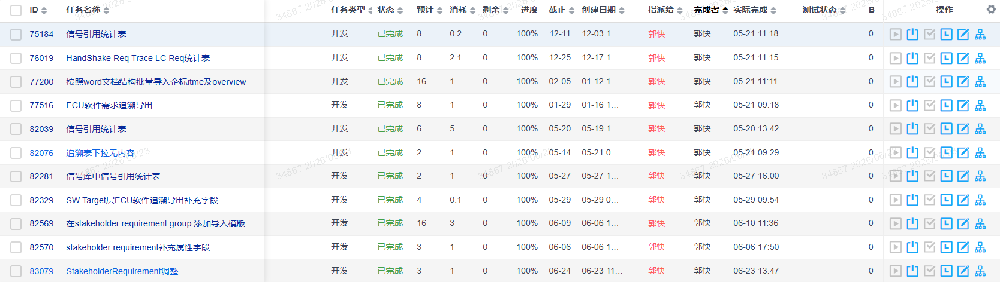 ID 任务名称 任务类型 状态 预计 消耗 剩余 进度 截止 创建日期 指派给 完成者 实际完成 测试状态 B 操作
75184 信号引用统计表 开发 已完成 8 0.2 0 100% 12-11 12-03 1... 郭快 郭快 05-21 11:18 0
76019 HandShake Req Trace LC Req统计表 开发 已完成 8 2.1 0 100% 12-25 12-17 1... 郭快 郭快 05-21 11:15 0
77200 按照word文档结构批量导入企标itme及overview... 开发 已完成 16 1 0 100% 02-05 01-12 1... 郭快 郭快 05-21 11:11 0
77516 ECU软件需求追溯导出 开发 已完成 8 1 0 100% 01-29 01-16 1... 郭快 郭快 05-21 09:18 0
82039 信号引用统计表 开发 已完成 6 5 0 100% 05-20 05-19 1... 郭快 郭快 05-20 13:42 0
82076 追溯表下拉无内容 开发 已完成 2 1 0 100% 05-14 05-21 0... 郭快 郭快 05-21 09:29 0
82281 信号库中信号引用统计表 开发 已完成 2 1 0 100% 05-27 05-27 1... 郭快 郭快 05-27 16:00 0
82329 SW Target层ECU软件追溯导出补充字段 开发 已完成 4 0.1 0 100% 05-29 05-29 0... 郭快 郭快 05-29 09:54 0
82569 在stakeholder requirement group 添加导入模版 开发 已完成 16 3 0 100% 06-09 06-06 1... 郭快 郭快 06-10 11:36 0
82570 stakeholder requirement补充属性字段 开发 已完成 3 1 0 100% 06-06 06-06 1... 郭快 郭快 06-06 17:50 0
83079 StakeholderRequirement调整 开发 已完成 3 1 0 100% 06-24 06-23 11... 郭快 郭快 06-23 13:47 0